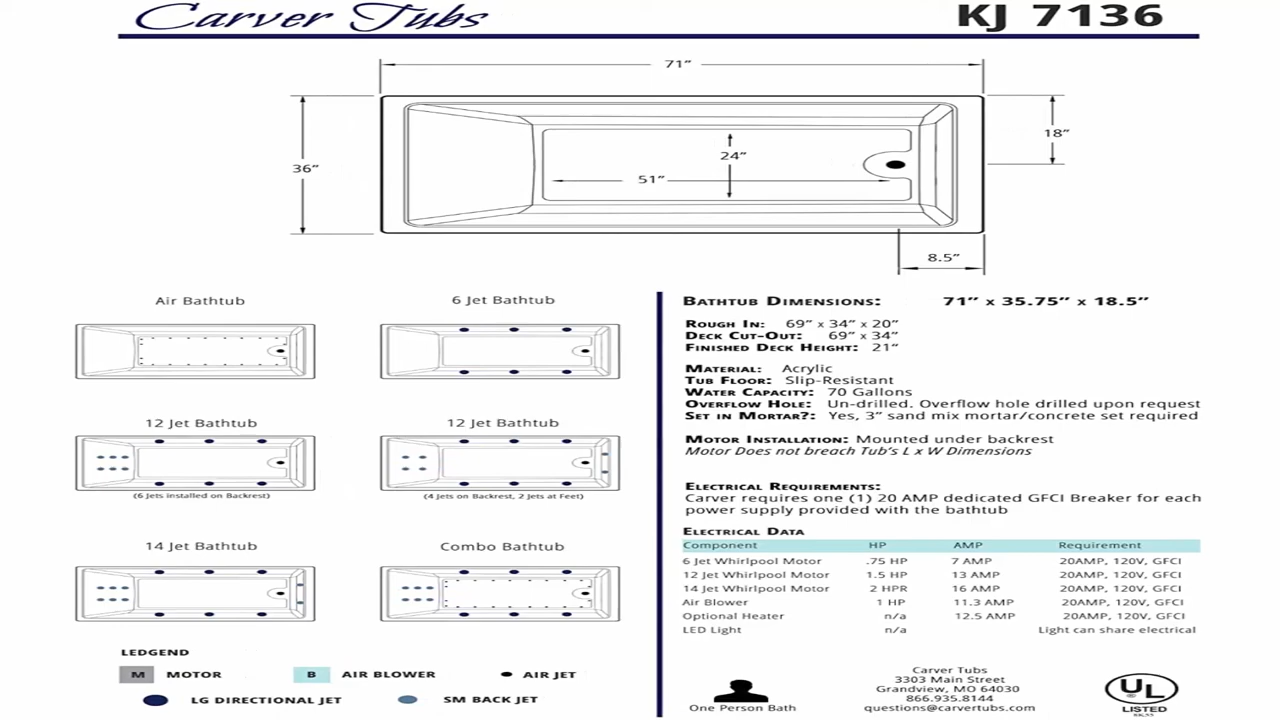 Carver Tubs
KJ 7136
71"
36"
24"
51"
18"
8.5"
Air Bathtub
6 Jet Bathtub
12 Jet Bathtub
12 Jet Bathtub
(6 Jets Installed on Backrest)
(4 Jets on Backrest, 2 Jets at Feet)
14 Jet Bathtub
Combo Bathtub
LEDGEND
M MOTOR
B AIR BLOWER
AIR JET
LG DIRECTIONAL JET
SM BACK JET
Bathtub Dimensions: 71" x 35.75" x 18.5"
Rough In: 69" x 34" x 20"
Deck Cut-Out: 69" x 34"
Finished Deck Height: 21"
Material: Acrylic
Tub Floor: Slip-Resistant
Water Capacity: 70 Gallons
Overflow Hole: Un-drilled. Overflow hole drilled upon request
Set in Mortar?: Yes, 3" sand mix mortar/concrete set required
Motor Installation: Mounted under backrest
Motor Does not breach Tub's L x W Dimensions
Electrical Requirements:
Carver requires one (1) 20 AMP dedicated GFCI Breaker for each
power supply provided with the bathtub
Electrical Data
Component HP AMP Requirement
6 Jet Whirlpool Motor .75 HP 7 AMP 20AMP, 120V, GFCI
12 Jet Whirlpool Motor 1.5 HP 13 AMP 20AMP, 120V, GFCI
14 Jet Whirlpool Motor 2 HPR 16 AMP 20AMP, 120V, GFCI
Air Blower 1 HP 11.3 AMP 20AMP, 120V, GFCI
Optional Heater n/a 12.5 AMP 20AMP, 120V, GFCI
LED Light n/a Light can share electrical
One Person Bath
Carver Tubs
3303 Main Street
Grandview, MO 64030
866.935.8144
questions@carvertubs.com
UL
LISTED